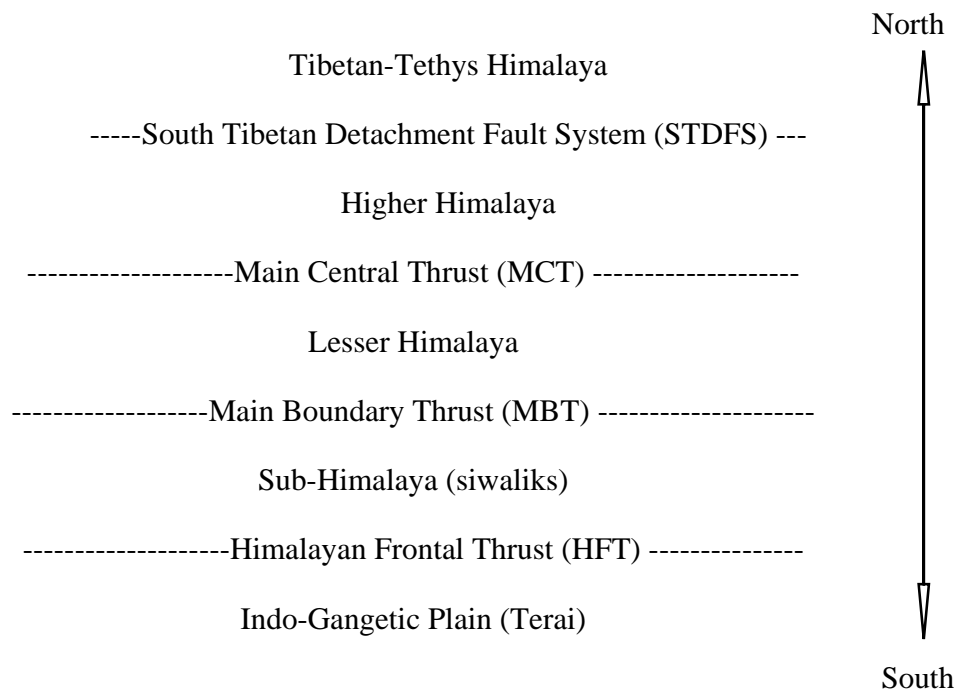 North
Tibetan-Tethys Himalaya
-----South Tibetan Detachment Fault System (STDFS) ---
Higher Himalaya
--------------------Main Central Thrust (MCT) --------------------
Lesser Himalaya
-------------------Main Boundary Thrust (MBT) ---------------------
Sub-Himalaya (siwaliks)
--------------------Himalayan Frontal Thrust (HFT) ---------------
Indo-Gangetic Plain (Terai)
South